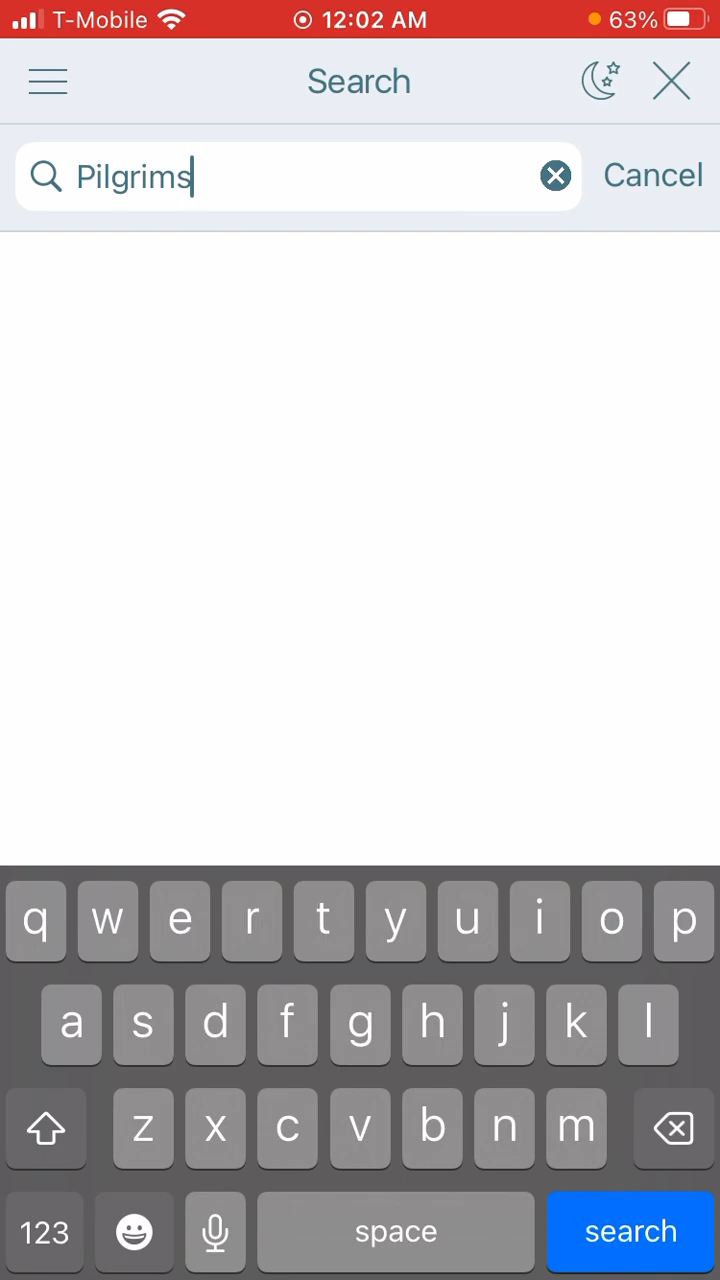 T-Mobile 12:02 AM 63%
Search
Pilgrims Cancel
q w e r t y u i o p
a s d f g h j k l
z x c v b n m
123 space search